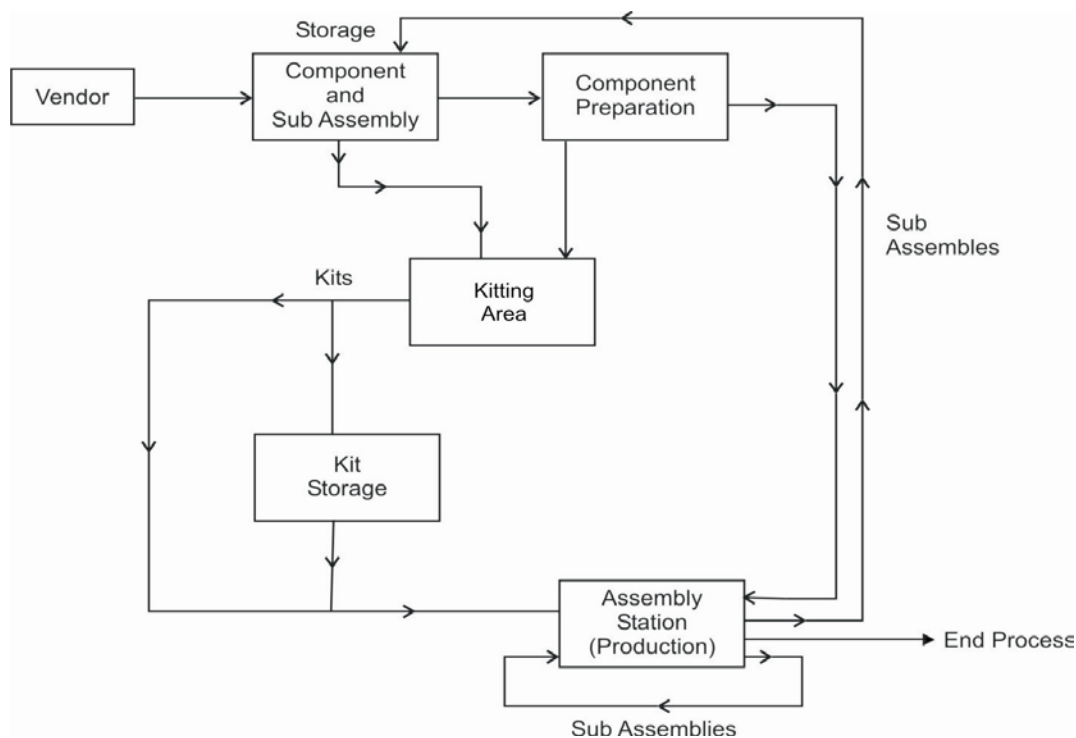 Storage
Vendor
Component
and
Sub Assembly
Component
Preparation
Sub
Assembles
Kits
Kitting
Area
Kit
Storage
Assembly
Station
(Production)
End Process
Sub Assemblies